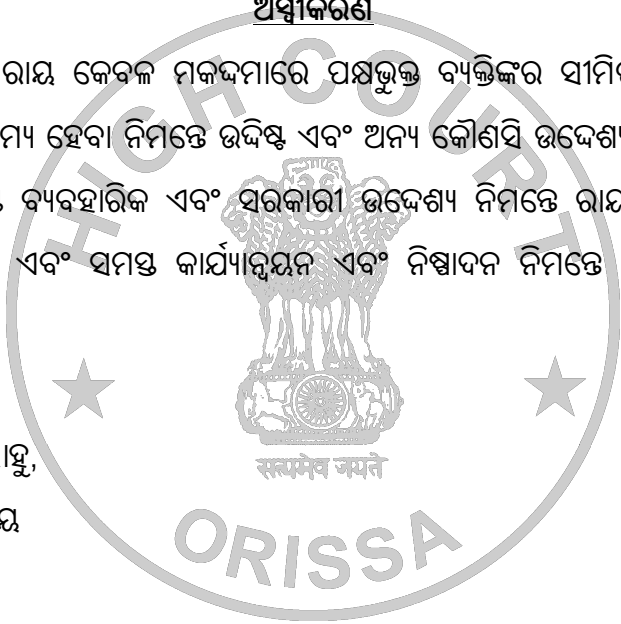 ଅସ୍ୱୀକରଣ
ରାୟ କେବଳ ମକଦ୍ଦମାରେ ପକ୍ଷଭୁକ୍ତ ବ୍ୟକ୍ତିଙ୍କର
ହେବା ନିମନ୍ତେ ଉଦ୍ଦିଷ୍ଟ ଏବଂ ଅନ୍ୟ କୌଣସି
ବ୍ୟବହାରିକ ଏବଂ ସରକାରୀ ଉଦ୍ଦେଶ୍ୟ ନିମନ୍ତେ ରାୟ
ଏବଂ ସମସ୍ତ କାର୍ଯ୍ୟାନ୍ୱୟନ ଏବଂ ନିଷ୍ପାଦନ ନିମନ୍ତେ
HIGH COURT
सत्यमेव जयते
ORISSA